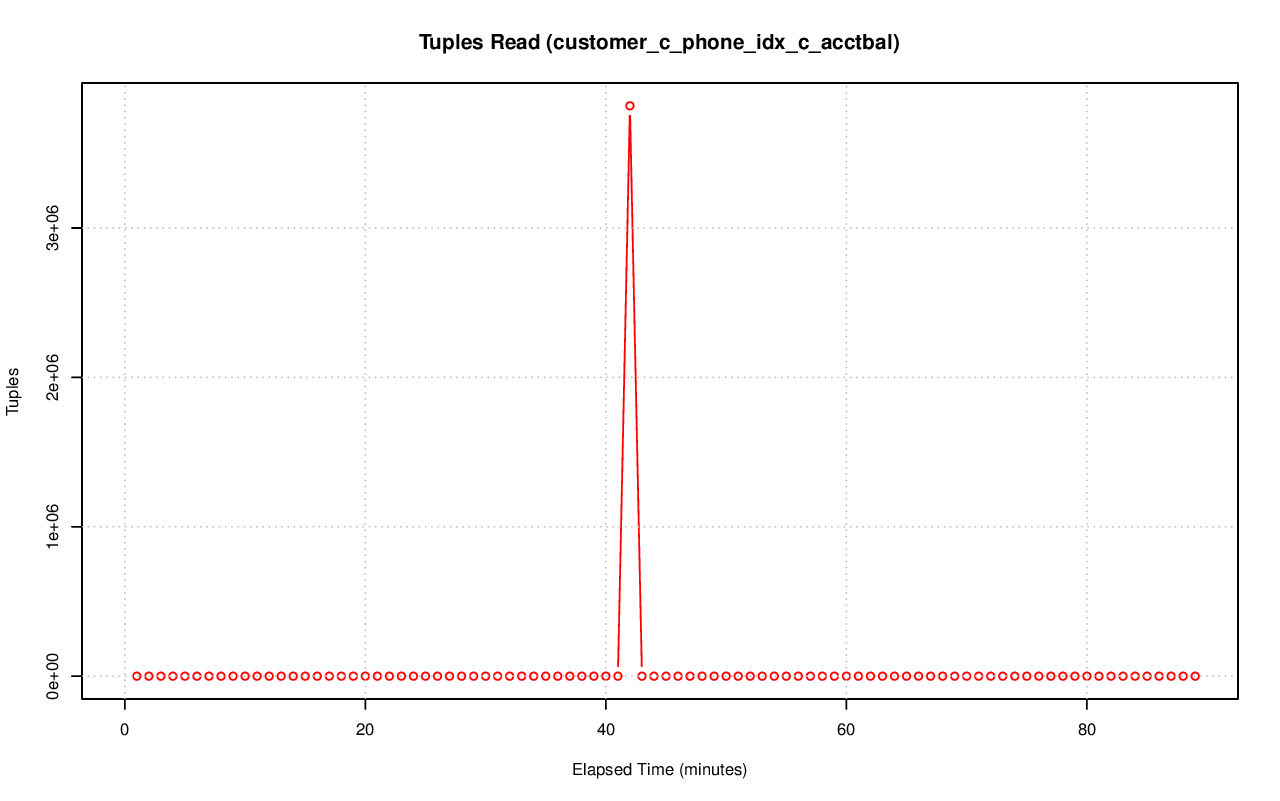 Tuples Read (customer_c_phone_idx_c_acctbal)
Tuples
3e+06
2e+06
1e+06
0e+00
0 20 40 60 80
Elapsed Time (minutes)